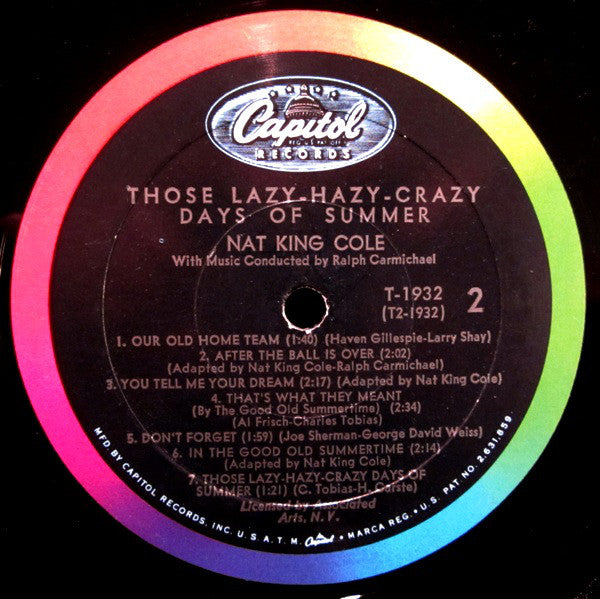 Capitol
REG. U.S. PAT. OFF.
RECORDS
THOSE LAZY-HAZY-CRAZY
DAYS OF SUMMER
NAT KING COLE
With Music Conducted by Ralph Carmichael
T-1932
(T2-1932)
2
1. OUR OLD HOME TEAM (1:40) (Haven Gillespie-Larry Shay)
2. AFTER THE BALL IS OVER (2:02)
(Adapted by Nat King Cole-Ralph Carmichael)
3. YOU TELL ME YOUR DREAM (2:17) (Adapted by Nat King Cole)
4. THAT'S WHAT THEY MEANT
(By The Good Old Summertime) (2:34)
(Al Frisch-Charles Tobias)
5. DON'T FORGET (1:59) (Joe Sherman-George David Weiss)
6. IN THE GOOD OLD SUMMERTIME (2:14)
(Adapted by Nat King Cole)
7. THOSE LAZY-HAZY-CRAZY DAYS OF
SUMMER (1:21) (C. Tobias-H. Carste)
Licensed by Associated
Arts, N.V.
MFD. BY CAPITOL RECORDS, INC. U.S.A. T.M. Capitol • MARCA REG. • U.S. PAT. NO. 2,631,859